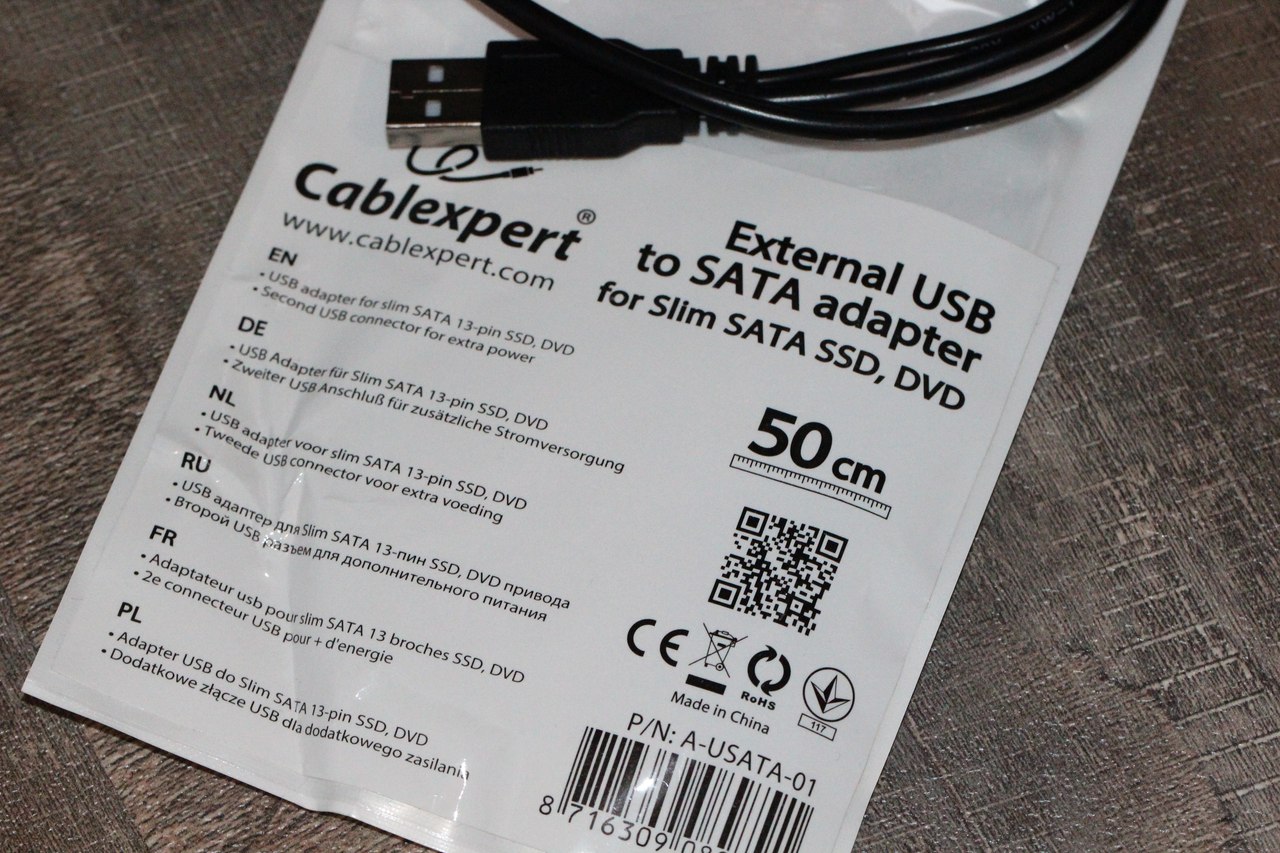 Cablexpert®
www.cablexpert.com
External USB
to SATA adapter
for Slim SATA SSD, DVD
50 cm
EN
• USB adapter for slim SATA 13-pin SSD, DVD
• Second USB connector for extra power
DE
• USB Adapter für Slim SATA 13-pin SSD, DVD
• Zweiter USB Anschluß für zusätzliche Stromversorgung
NL
• USB adapter voor slim SATA 13-pin SSD, DVD
• Tweede USB connector voor extra voeding
RU
• USB адаптер для Slim SATA 13-пин SSD, DVD привода
• Второй USB разъем для дополнительного питания
FR
• Adaptateur usb pour slim SATA 13 broches SSD, DVD
• 2e connecteur USB pour + d'energie
PL
• Adapter USB do Slim SATA 13-pin SSD, DVD
• Dodatkowe złącze USB dla dodatkowego zasilania
CE
RoHS
117
Made in China
P/N: A-USATA-01
8 716309